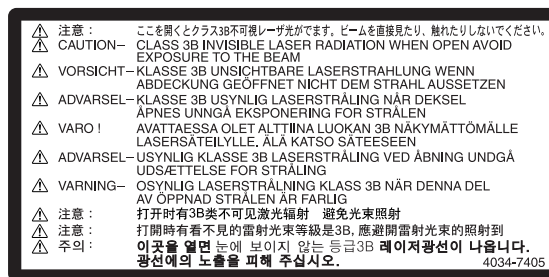 注意： ここを開くとクラス3B不可視レーザ光がでます。ビームを直接見たり、触れたりしないでください。
CAUTION– CLASS 3B INVISIBLE LASER RADIATION WHEN OPEN AVOID
EXPOSURE TO THE BEAM
VORSICHT– KLASSE 3B UNSICHTBARE LASERSTRAHLUNG WENN
ABDECKUNG GEÖFFNET NICHT DEM STRAHL AUSSETZEN
ADVARSEL– KLASSE 3B USYNLIG LASERSTRÅLING NÅR DEKSEL
ÅPNES UNNGÅ EKSPONERING FOR STRÅLEN
VARO ! AVATTAESSA OLET ALTTIINA LUOKAN 3B NÄKYMÄTTÖMÄLLE
LASERSÄTEILYLLE. ÄLÄ KATSO SÄTEESEEN
ADVARSEL– USYNLIG KLASSE 3B LASERSTRÅLING VED ÅBNING UNDGÅ
UDSÆTTELSE FOR STRÅLING
VARNING– OSYNLIG LASERSTRÅLNING KLASS 3B NÄR DENNA DEL
AV ÖPPNAD STRÅLEN ÄR FARLIG
注意： 打开时有3B类不可见激光辐射 避免光束照射
注意： 打開時有看不見的雷射光束等級是3B, 應避開雷射光束的照射到
주의 : 이곳을 열면 눈에 보이지 않는 등급3B 레이저광선이 나옵니다.
광선에의 노출을 피해 주십시오. 4034-7405